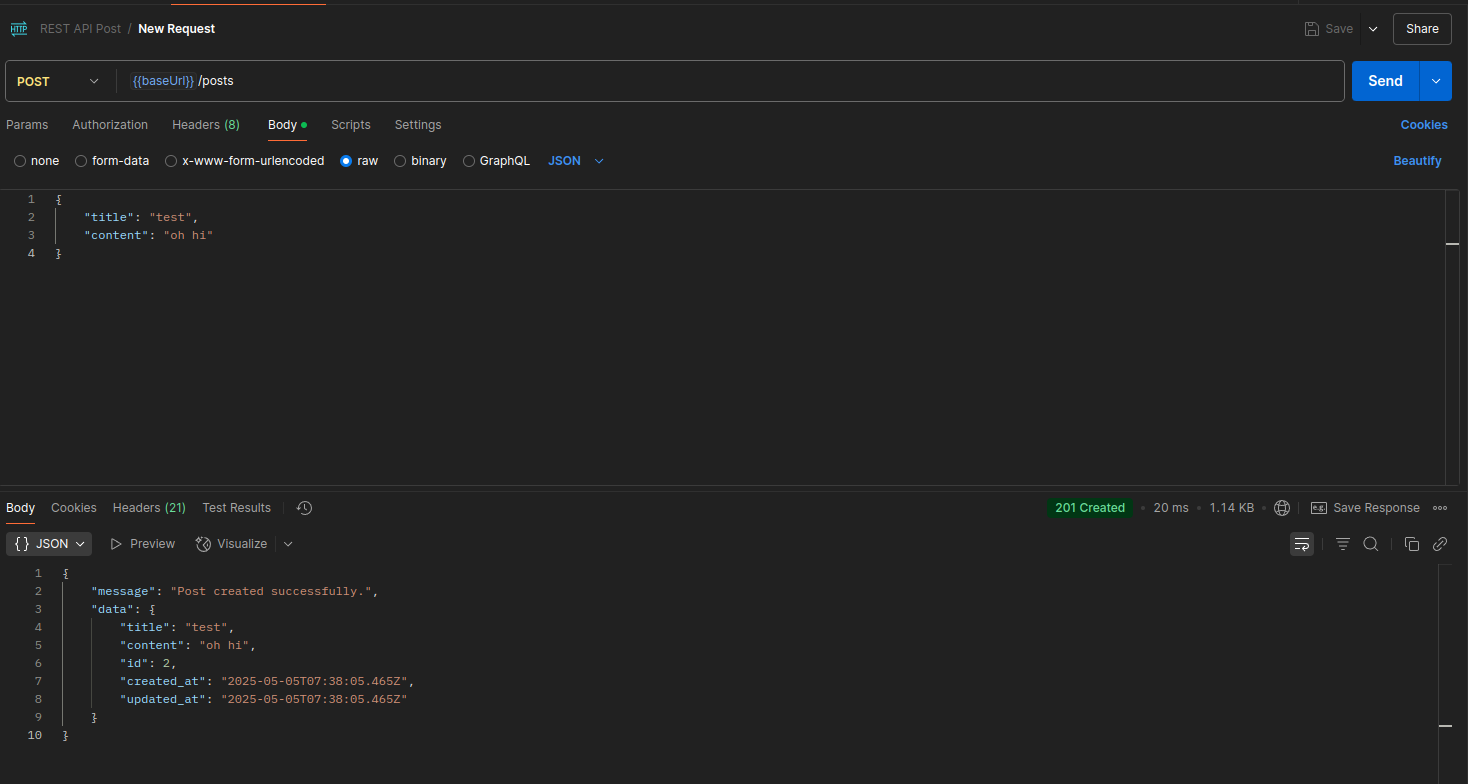 HTTP REST API Post / New Request Save Share
POST {{baseUrl}} /posts Send
Params Authorization Headers (8) Body Scripts Settings Cookies
none form-data x-www-form-urlencoded raw binary GraphQL JSON Beautify
1 {
2 "title": "test",
3 "content": "oh hi"
4 }
Body Cookies Headers (21) Test Results 201 Created • 20 ms • 1.14 KB • e.g. Save Response
{} JSON Preview Visualize
1 {
2 "message": "Post created successfully.",
3 "data": {
4 "title": "test",
5 "content": "oh hi",
6 "id": 2,
7 "created_at": "2025-05-05T07:38:05.465Z",
8 "updated_at": "2025-05-05T07:38:05.465Z"
9 }
10 }